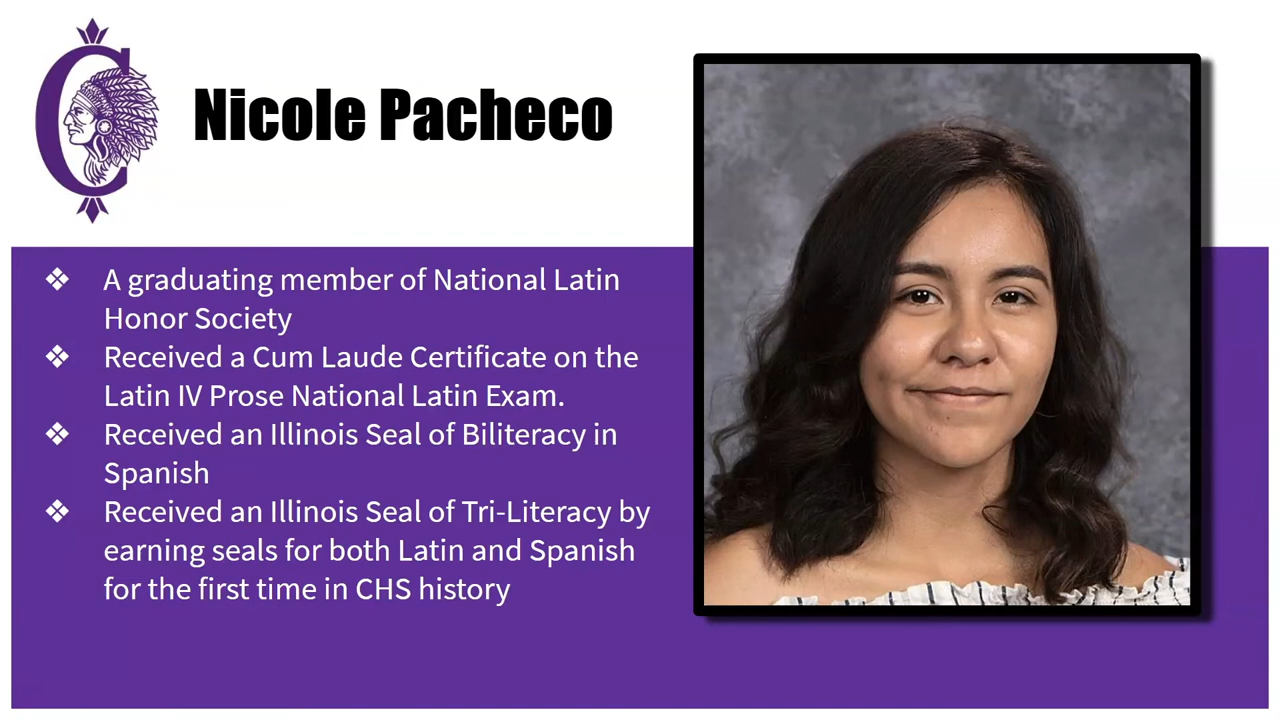 Nicole Pacheco
❖ A graduating member of National Latin
Honor Society
❖ Received a Cum Laude Certificate on the
Latin IV Prose National Latin Exam.
❖ Received an Illinois Seal of Biliteracy in
Spanish
❖ Received an Illinois Seal of Tri-Literacy by
earning seals for both Latin and Spanish
for the first time in CHS history